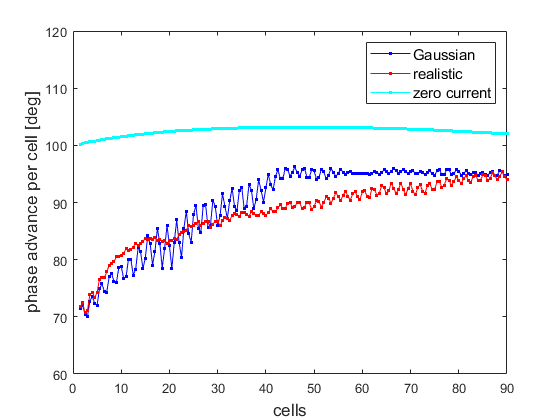 120
110
100
90
80
70
60
phase advance per cell [deg]
Gaussian
realistic
zero current
0 10 20 30 40 50 60 70 80 90
cells